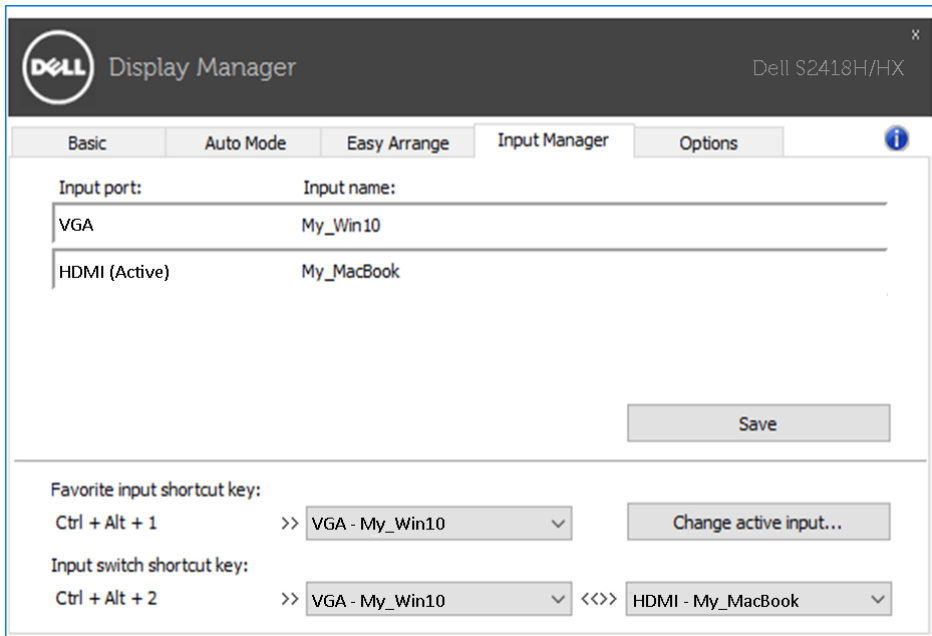 x
DELL Display Manager Dell S2418H/HX
Basic Auto Mode Easy Arrange Input Manager Options i
Input port: Input name:
VGA My_Win10
HDMI (Active) My_MacBook
Save
Favorite input shortcut key:
Ctrl + Alt + 1 >> VGA - My_Win10 Change active input...
Input switch shortcut key:
Ctrl + Alt + 2 >> VGA - My_Win10 <<>> HDMI - My_MacBook